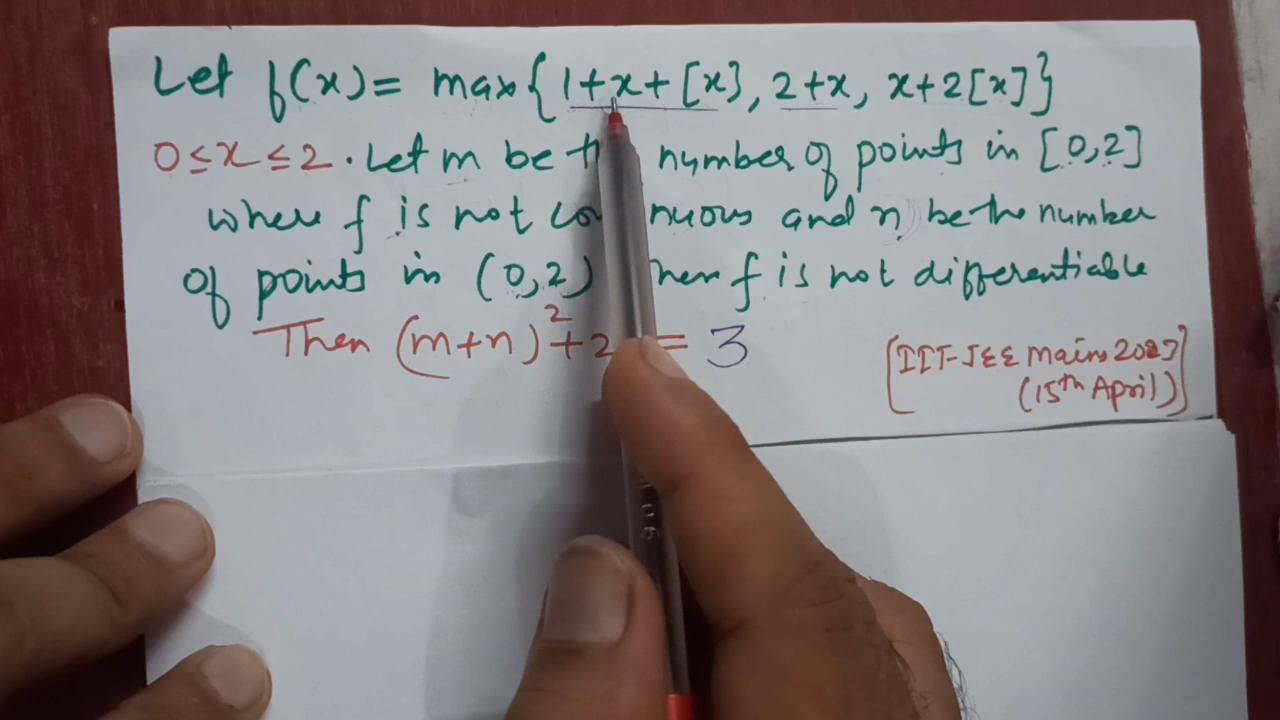 Let f(x)= max{1+x+[x], 2+x, x+2[x]}
0≤x≤2. Let m be number of points in [0,2]
where f is not and n be the number
of points in (0,2) f is not differentiable
Then (m+n)²+2 = 3
[IIT-JEE Mains 2023
(15th April)]